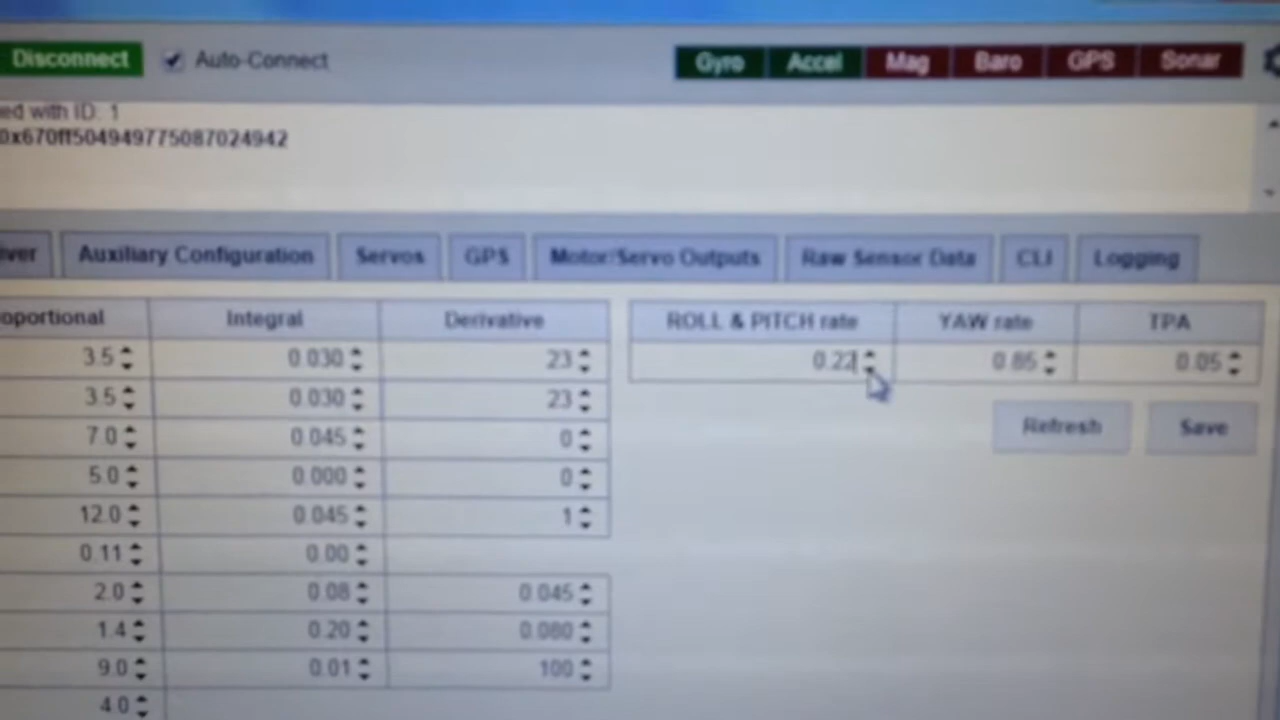 Disconnect Auto-Connect Gyro Accel Mag Baro GPS Sonar
ed with ID: 1
0x670ff504949775087024942
iver Auxiliary Configuration Servos GPS Motor/Servo Outputs Raw Sensor Data CLI Logging
oportional Integral Derivative ROLL & PITCH rate YAW rate TPA
3.5 0.030 23 0.22 0.85 0.05
3.5 0.030 23
Refresh Save
7.0 0.045 0
5.0 0.000 0
12.0 0.045 1
0.11 0.00
2.0 0.08 0.045
1.4 0.20 0.080
9.0 0.01 100
4.0